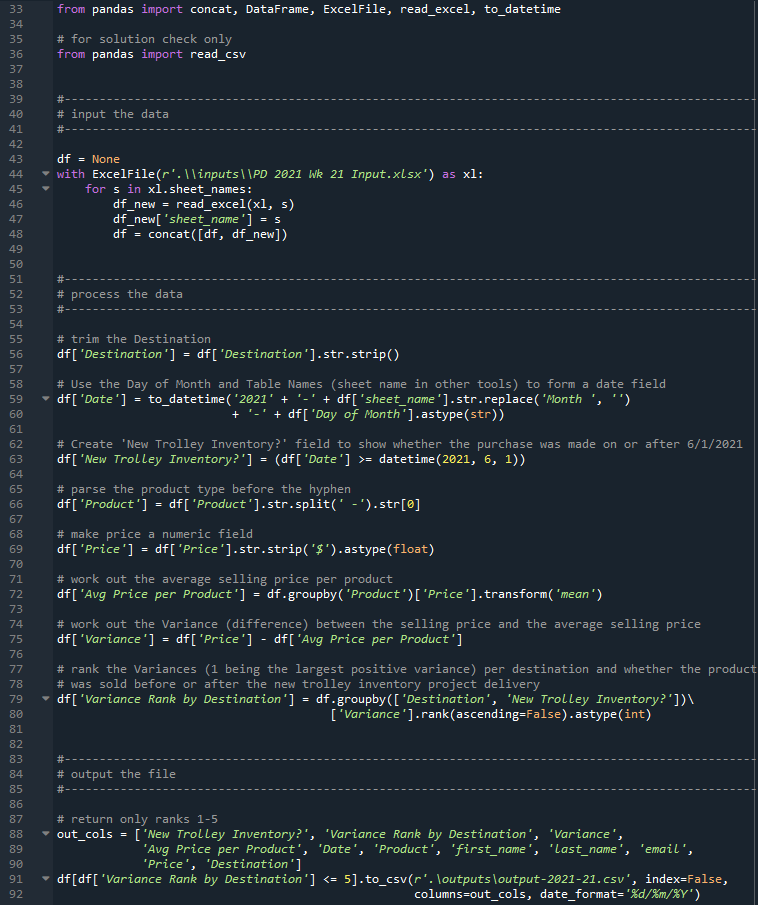 33 from pandas import concat, DataFrame, ExcelFile, read_excel, to_datetime
34
35 # for solution check only
36 from pandas import read_csv
37
38
39 #---------------------------------------------------------------------------------------------------
40 # input the data
41 #---------------------------------------------------------------------------------------------------
42
43 df = None
44 with ExcelFile(r'.\\inputs\\PD 2021 Wk 21 Input.xlsx') as xl:
45     for s in xl.sheet_names:
46         df_new = read_excel(xl, s)
47         df_new['sheet_name'] = s
48         df = concat([df, df_new])
49
50
51 #---------------------------------------------------------------------------------------------------
52 # process the data
53 #---------------------------------------------------------------------------------------------------
54
55 # trim the Destination
56 df['Destination'] = df['Destination'].str.strip()
57
58 # Use the Day of Month and Table Names (sheet name in other tools) to form a date field
59 df['Date'] = to_datetime('2021' + '-' + df['sheet_name'].str.replace('Month ', '')
60                          + '-' + df['Day of Month'].astype(str))
61
62 # Create 'New Trolley Inventory?' field to show whether the purchase was made on or after 6/1/2021
63 df['New Trolley Inventory?'] = (df['Date'] >= datetime(2021, 6, 1))
64
65 # parse the product type before the hyphen
66 df['Product'] = df['Product'].str.split(' -').str[0]
67
68 # make price a numeric field
69 df['Price'] = df['Price'].str.strip('$').astype(float)
70
71 # work out the average selling price per product
72 df['Avg Price per Product'] = df.groupby('Product')['Price'].transform('mean')
73
74 # work out the Variance (difference) between the selling price and the average selling price
75 df['Variance'] = df['Price'] - df['Avg Price per Product']
76
77 # rank the Variances (1 being the largest positive variance) per destination and whether the product
78 # was sold before or after the new trolley inventory project delivery
79 df['Variance Rank by Destination'] = df.groupby(['Destination', 'New Trolley Inventory?'])\
80                                        ['Variance'].rank(ascending=False).astype(int)
81
82
83 #---------------------------------------------------------------------------------------------------
84 # output the file
85 #---------------------------------------------------------------------------------------------------
86
87 # return only ranks 1-5
88 out_cols = ['New Trolley Inventory?', 'Variance Rank by Destination', 'Variance',
89             'Avg Price per Product', 'Date', 'Product', 'first_name', 'last_name', 'email',
90             'Price', 'Destination']
91 df[df['Variance Rank by Destination'] <= 5].to_csv(r'.\outputs\output-2021-21.csv', index=False,
92                                                    columns=out_cols, date_format='%d/%m/%Y')